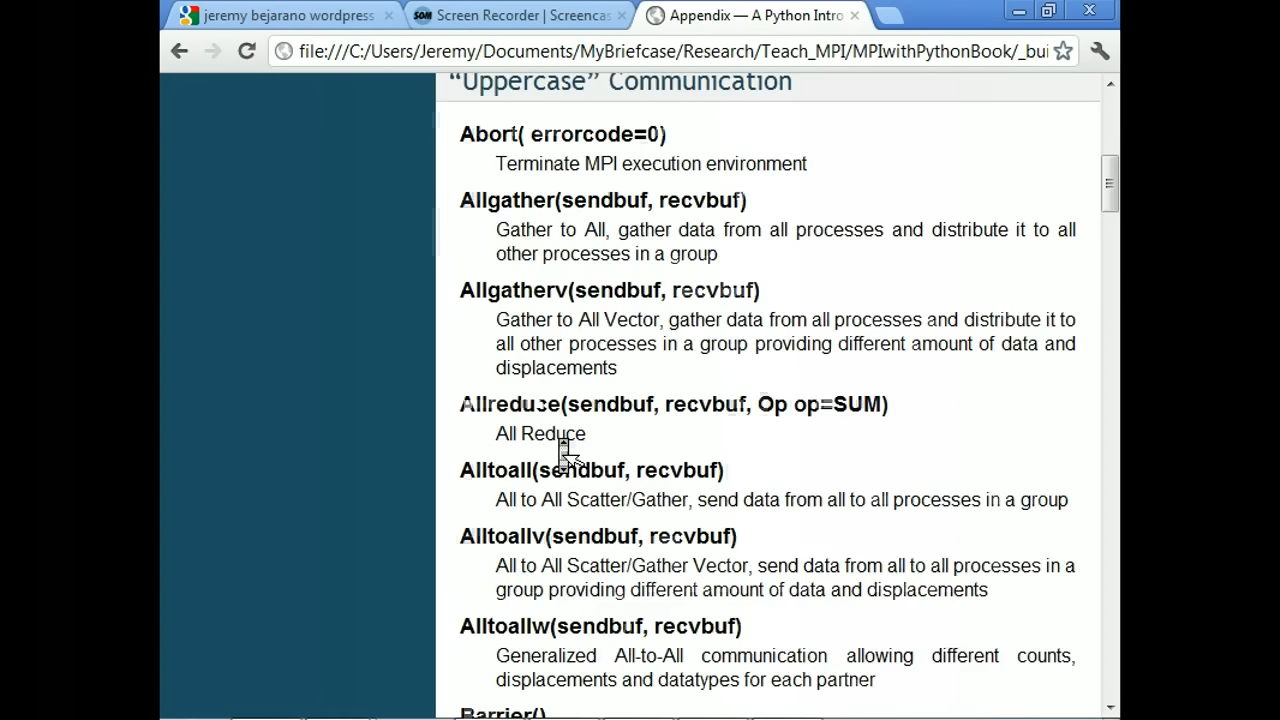 jeremy bejarano wordpress
Screen Recorder | Screencas
Appendix — A Python Intro
file:///C:/Users/Jeremy/Documents/MyBriefcase/Research/Teach_MPI/MPIwithPythonBook/_bui
“Uppercase” Communication
Abort( errorcode=0)
Terminate MPI execution environment
Allgather(sendbuf, recvbuf)
Gather to All, gather data from all processes and distribute it to all
other processes in a group
Allgatherv(sendbuf, recvbuf)
Gather to All Vector, gather data from all processes and distribute it to
all other processes in a group providing different amount of data and
displacements
Allreduce(sendbuf, recvbuf, Op op=SUM)
All Reduce
Alltoall(sendbuf, recvbuf)
All to All Scatter/Gather, send data from all to all processes in a group
Alltoallv(sendbuf, recvbuf)
All to All Scatter/Gather Vector, send data from all to all processes in a
group providing different amount of data and displacements
Alltoallw(sendbuf, recvbuf)
Generalized All-to-All communication allowing different counts,
displacements and datatypes for each partner
Barrier()